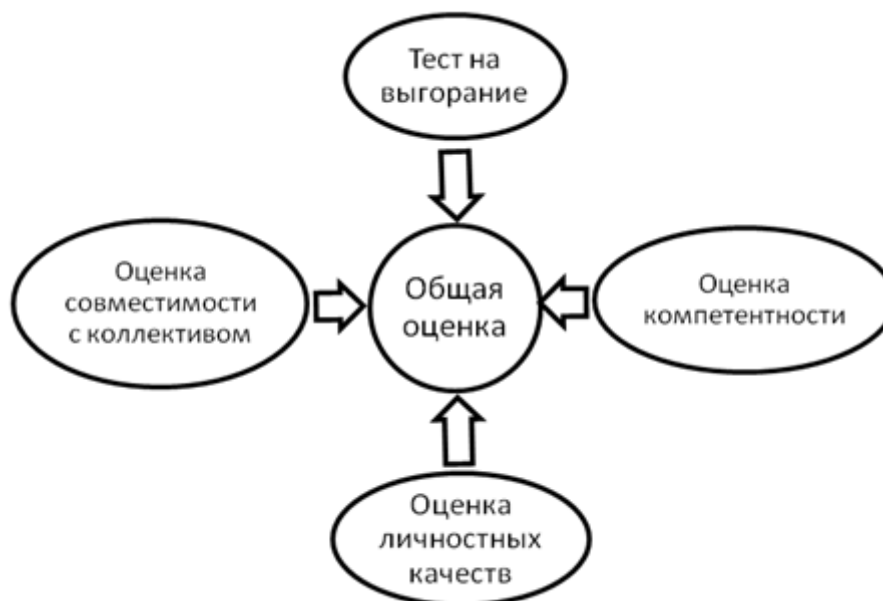 Тест на
выгорание
Оценка
совместимости
с коллективом
Общая
оценка
Оценка
компетентности
Оценка
личностных
качеств